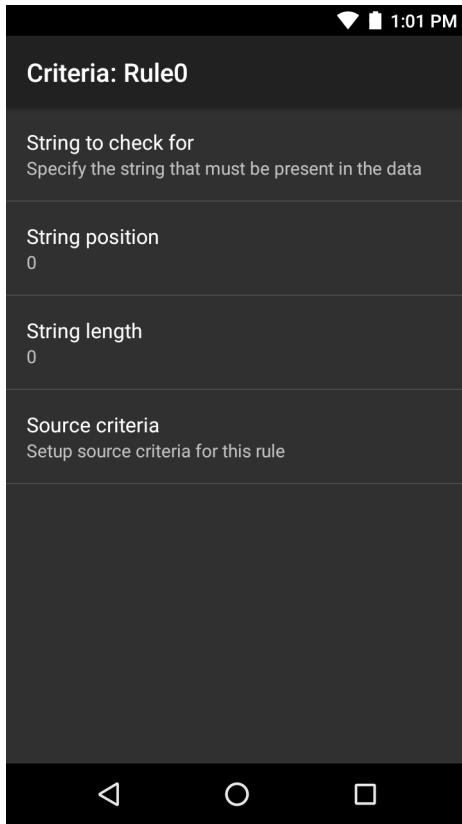 1:01 PM
Criteria: Rule0
String to check for
Specify the string that must be present in the data
String position
0
String length
0
Source criteria
Setup source criteria for this rule